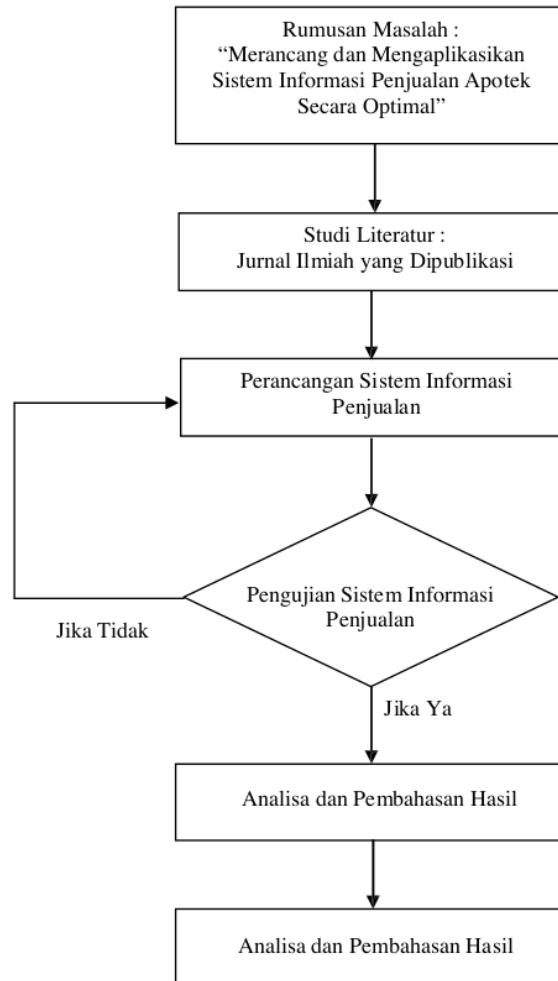 Rumusan Masalah :
“Merancang dan Mengaplikasikan
Sistem Informasi Penjualan Apotek
Secara Optimal”
Studi Literatur :
Jurnal Ilmiah yang Dipublikasi
Perancangan Sistem Informasi
Penjualan
Pengujian Sistem Informasi
Penjualan
Jika Tidak
Jika Ya
Analisa dan Pembahasan Hasil
Analisa dan Pembahasan Hasil